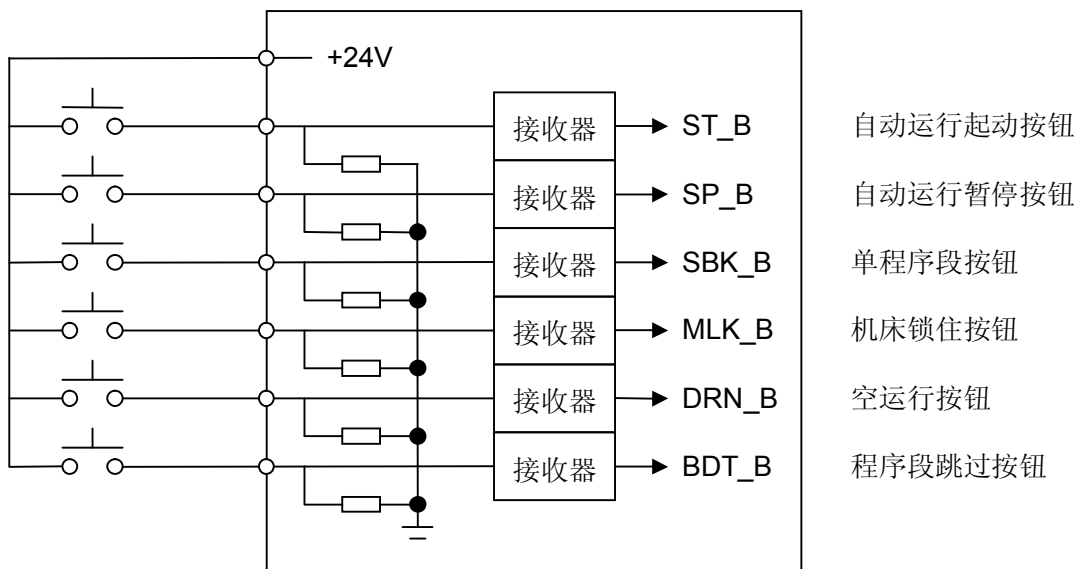 +24V
接收器 ST_B 自动运行起动按钮
接收器 SP_B 自动运行暂停按钮
接收器 SBK_B 单程序段按钮
接收器 MLK_B 机床锁住按钮
接收器 DRN_B 空运行按钮
接收器 BDT_B 程序段跳过按钮